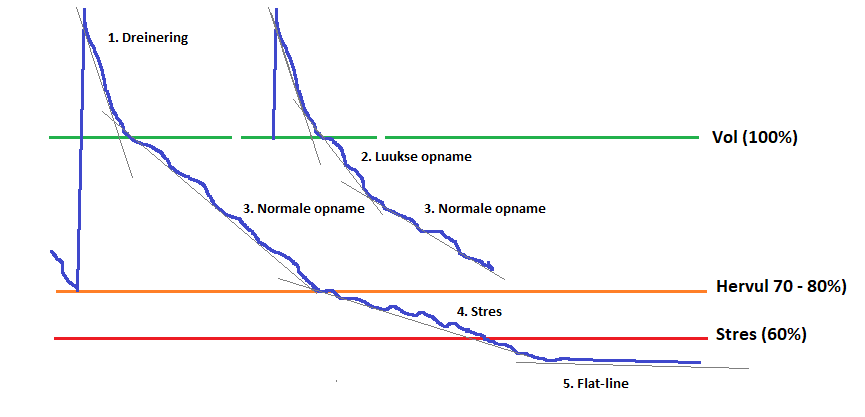 1. Dreinering
Vol (100%)
2. Luukse opname
3. Normale opname
3. Normale opname
Hervul 70 - 80%)
4. Stres
Stres (60%)
5. Flat-line